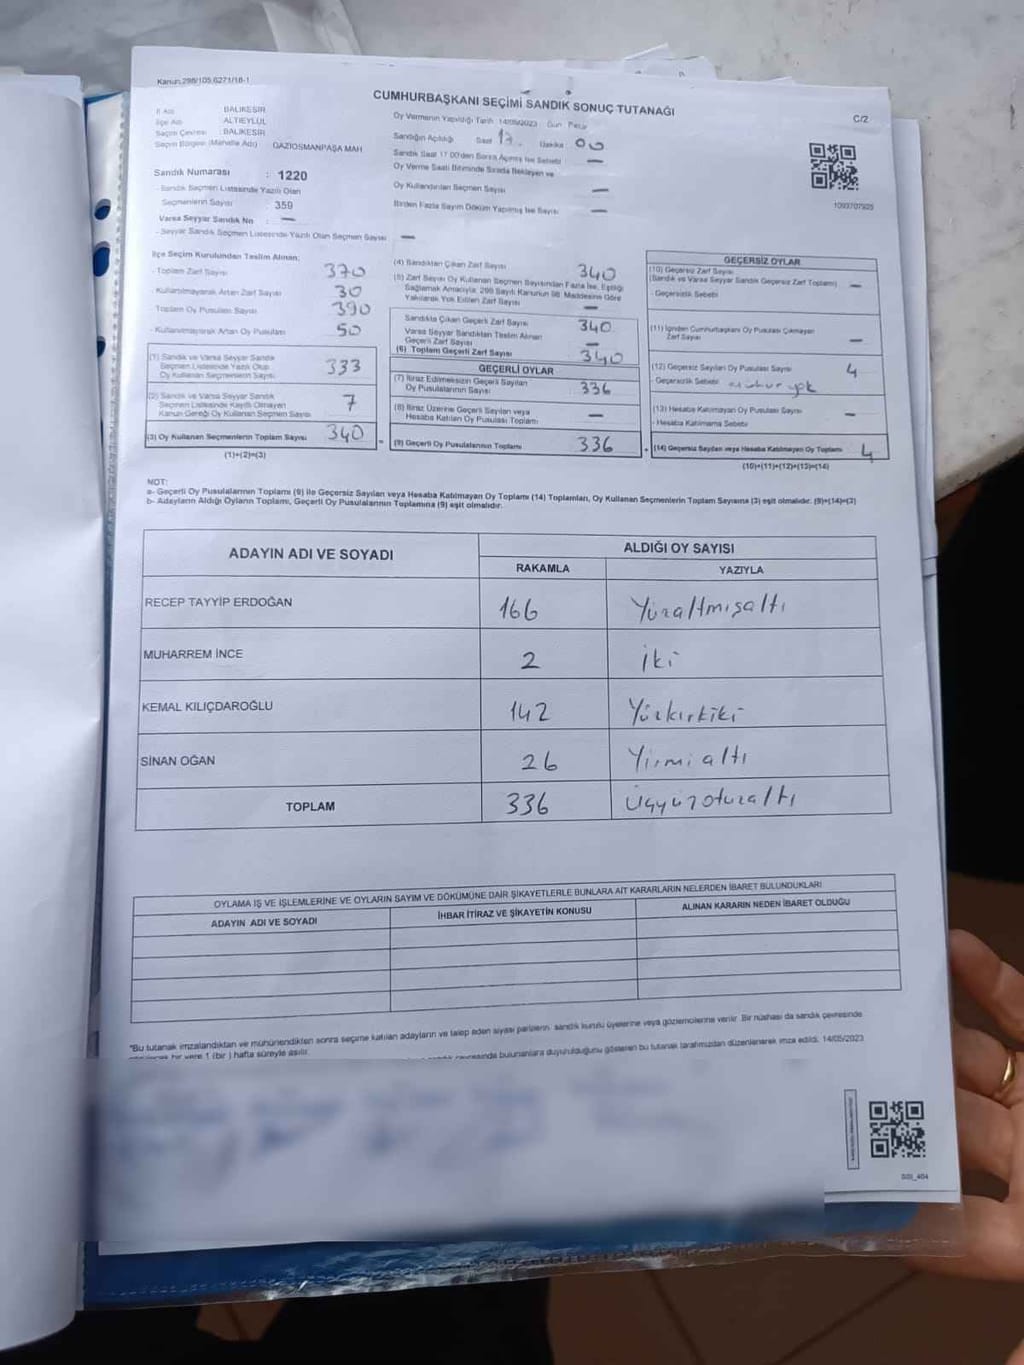 Kanun:298/105,6271/18-1
CUMHURBAŞKANI SEÇİMİ SANDIK SONUÇ TUTANAĞI
C/2
İl Adı BALIKESİR
İlçe Adı ALTIEYLÜL
Seçim Çevresi : BALIKESİR
Seçim Bölgesi (Mahalle Adı) GAZİOSMANPAŞA MAH
Sandık Numarası : 1220
- Sandık Seçmen Listesinde Yazılı Olan
Seçmenlerin Sayısı : 359
Varsa Seyyar Sandık No : —
- Seyyar Sandık Seçmen Listesinde Yazılı Olan Seçmen Sayısı —
Oy Vermenin Yapıldığı Tarih 14/05/2023 Gün Pazar
Sandığın Açıldığı Saat 17 Dakika 00
Sandık Saat 17.00'den Sonra Açılmış İse Sebebi —
Oy Verme Saati Bitiminde Sırada Bekleyen ve
Oy Kullandırılan Seçmen Sayısı —
Birden Fazla Sayım Döküm Yapılmış İse Sayısı —
1093707925
İlçe Seçim Kurulundan Teslim Alınan;
- Toplam Zarf Sayısı 370
- Kullanılmayarak Artan Zarf Sayısı 30
Toplam Oy Pusulası Sayısı 390
- Kullanılmayarak Artan Oy Pusulası 50
(1) Sandık ve Varsa Seyyar Sandık
Seçmen Listesinde Yazılı Olup
Oy Kullanan Seçmenlerin Sayısı 333
(2) Sandık ve Varsa Seyyar Sandık
Seçmen Listesinde Kayıtlı Olmayan
Kanun Gereği Oy Kullanan Seçmen Sayısı 7
(3) Oy Kullanan Seçmenlerin Toplam Sayısı 340 =
(1)+(2)=(3)
(4) Sandıktan Çıkan Zarf Sayısı 340
(5) Zarf Sayısı Oy Kullanan Seçmen Sayısından Fazla İse, Eşitliği
Sağlamak Amacıyla; 298 Sayılı Kanunun 98. Maddesine Göre
Yakılarak Yok Edilen Zarf Sayısı —
Sandıkta Çıkan Geçerli Zarf Sayısı 340
Varsa Seyyar Sandıktan Teslim Alınan
Geçerli Zarf Sayısı —
(6) Toplam Geçerli Zarf Sayısı 340
GEÇERLİ OYLAR
(7) İtiraz Edilmeksizin Geçerli Sayılan
Oy Pusulalarının Sayısı 336
(8) İtiraz Üzerine Geçerli Sayılan veya
Hesaba Katılan Oy Pusulası Toplamı —
(9) Geçerli Oy Pusulalarının Toplamı 336 +
GEÇERSİZ OYLAR
(10) Geçersiz Zarf Sayısı
(Sandık ve Varsa Seyyar Sandık Geçersiz Zarf Toplamı) —
- Geçersizlik Sebebi
(11) İçinden Cumhurbaşkanı Oy Pusulası Çıkmayan
Zarf Sayısı —
(12) Geçersiz Sayılan Oy Pusulası Sayısı 4
- Geçersizlik Sebebi mühür yok
(13) Hesaba Katılmayan Oy Pusulası Sayısı —
- Hesaba Katılmama Sebebi
(14) Geçersiz Sayılan veya Hesaba Katılmayan Oy Toplamı 4
(10)+(11)+(12)+(13)=(14)
NOT:
a- Geçerli Oy Pusulalarının Toplamı (9) ile Geçersiz Sayılan veya Hesaba Katılmayan Oy Toplamı (14) Toplamları, Oy Kullanan Seçmenlerin Toplam Sayısına (3) eşit olmalıdır. (9)+(14)=(3)
b- Adayların Aldığı Oyların Toplamı, Geçerli Oy Pusulalarının Toplamına (9) eşit olmalıdır.
ADAYIN ADI VE SOYADI
ALDIĞI OY SAYISI
RAKAMLA YAZIYLA
RECEP TAYYİP ERDOĞAN 166 Yüzaltmışaltı
MUHARREM İNCE 2 İki
KEMAL KILIÇDAROĞLU 142 Yüzkırkiki
SİNAN OĞAN 26 Yirmialtı
TOPLAM 336 Üçyüzotuzaltı
OYLAMA İŞ VE İŞLEMLERİNE VE OYLARIN SAYIM VE DÖKÜMÜNE DAİR ŞİKAYETLERLE BUNLARA AİT KARARLARIN NELERDEN İBARET BULUNDUKLARI
ADAYIN ADI VE SOYADI İHBAR İTİRAZ VE ŞİKAYETİN KONUSU ALINAN KARARIN NEDEN İBARET OLDUĞU
*Bu tutanak imzalandıktan ve mühürlendikten sonra seçime katılan adayların ve talep eden siyasi partilerin sandık kurulu üyelerine veya gözlemcilerine verilir. Bir nüshası da sandık çevresinde
bir yere 1 (bir) hafta süreyle asılır.
sandık çevresinde bulunanlara duyurulduğunu gösteren bu tutanak tarafımızdan düzenlenerek imza edildi. 14/05/2023